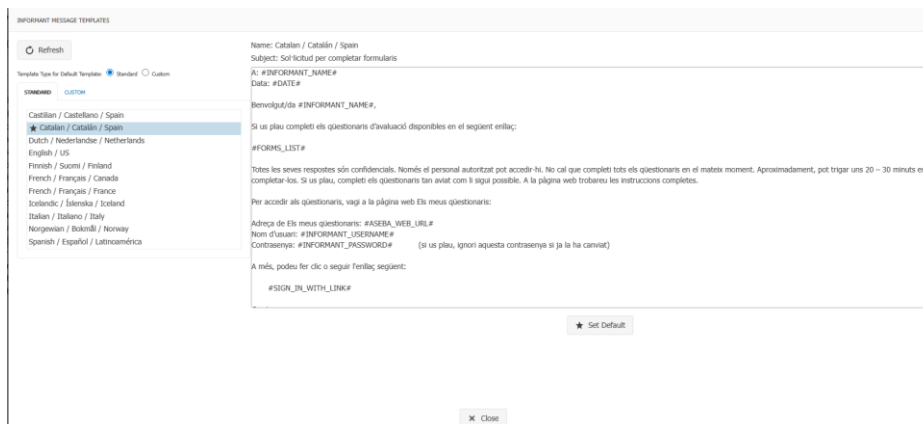 INFORMANT MESSAGE TEMPLATES
Refresh
Template Type for Default Template: Standard Custom
STANDARD CUSTOM
Castilian / Castellano / Spain
★ Catalan / Catalán / Spain
Dutch / Nederlandse / Netherlands
English / US
Finnish / Suomi / Finland
French / Français / Canada
French / Français / France
Icelandic / Íslenska / Iceland
Italian / Italiano / Italy
Norgewian / Bokmål / Norway
Spanish / Español / Latinoamérica
Name: Catalan / Catalán / Spain
Subject: Sol·licitud per completar formularis
A: #INFORMANT_NAME#
Data: #DATE#
Benvolgut/da #INFORMANT_NAME#,
Si us plau completi els qüestionaris d'avaluació disponibles en el següent enllaç:
#FORMS_LIST#
Totes les seves respostes són confidencials. Només el personal autoritzat pot accedir-hi. No cal que completi tots els qüestionaris en el mateix moment. Aproximadament, pot trigar uns 20 – 30 minuts en
completar-los. Si us plau, completi els qüestionaris tan aviat com li sigui possible. A la pàgina web trobareu les instruccions completes.
Per accedir als qüestionaris, vagi a la pàgina web Els meus qüestionaris:
Adreça de Els meus qüestionaris: #ASEBA_WEB_URL#
Nom d'usuari: #INFORMANT_USERNAME#
Contrasenya: #INFORMANT_PASSWORD# (si us plau, ignori aquesta contrasenya si ja la ha canviat)
A més, podeu fer clic o seguir l'enllaç següent:
#SIGN_IN_WITH_LINK#
★ Set Default
✕ Close